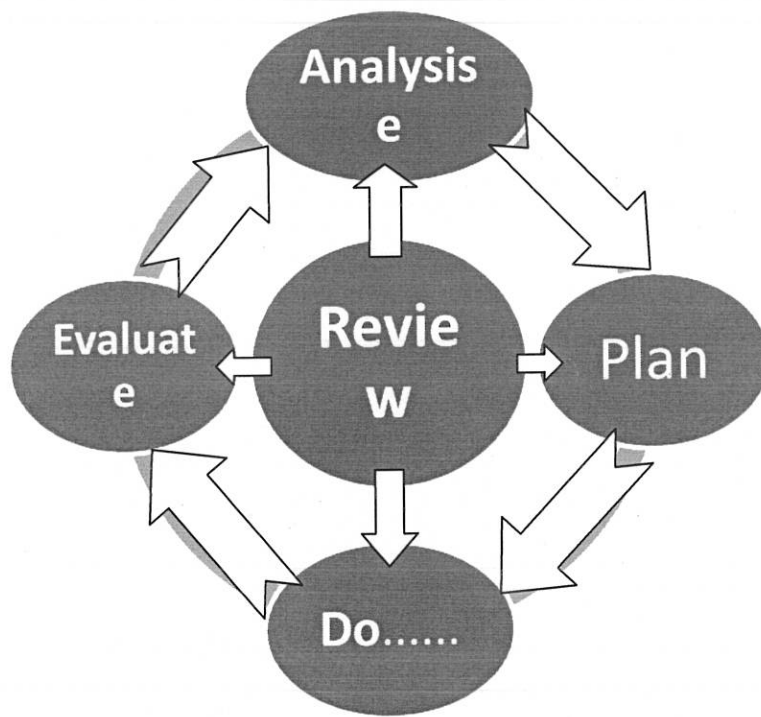 Analysis
e
Evaluat
e
Revie
w
Plan
Do......